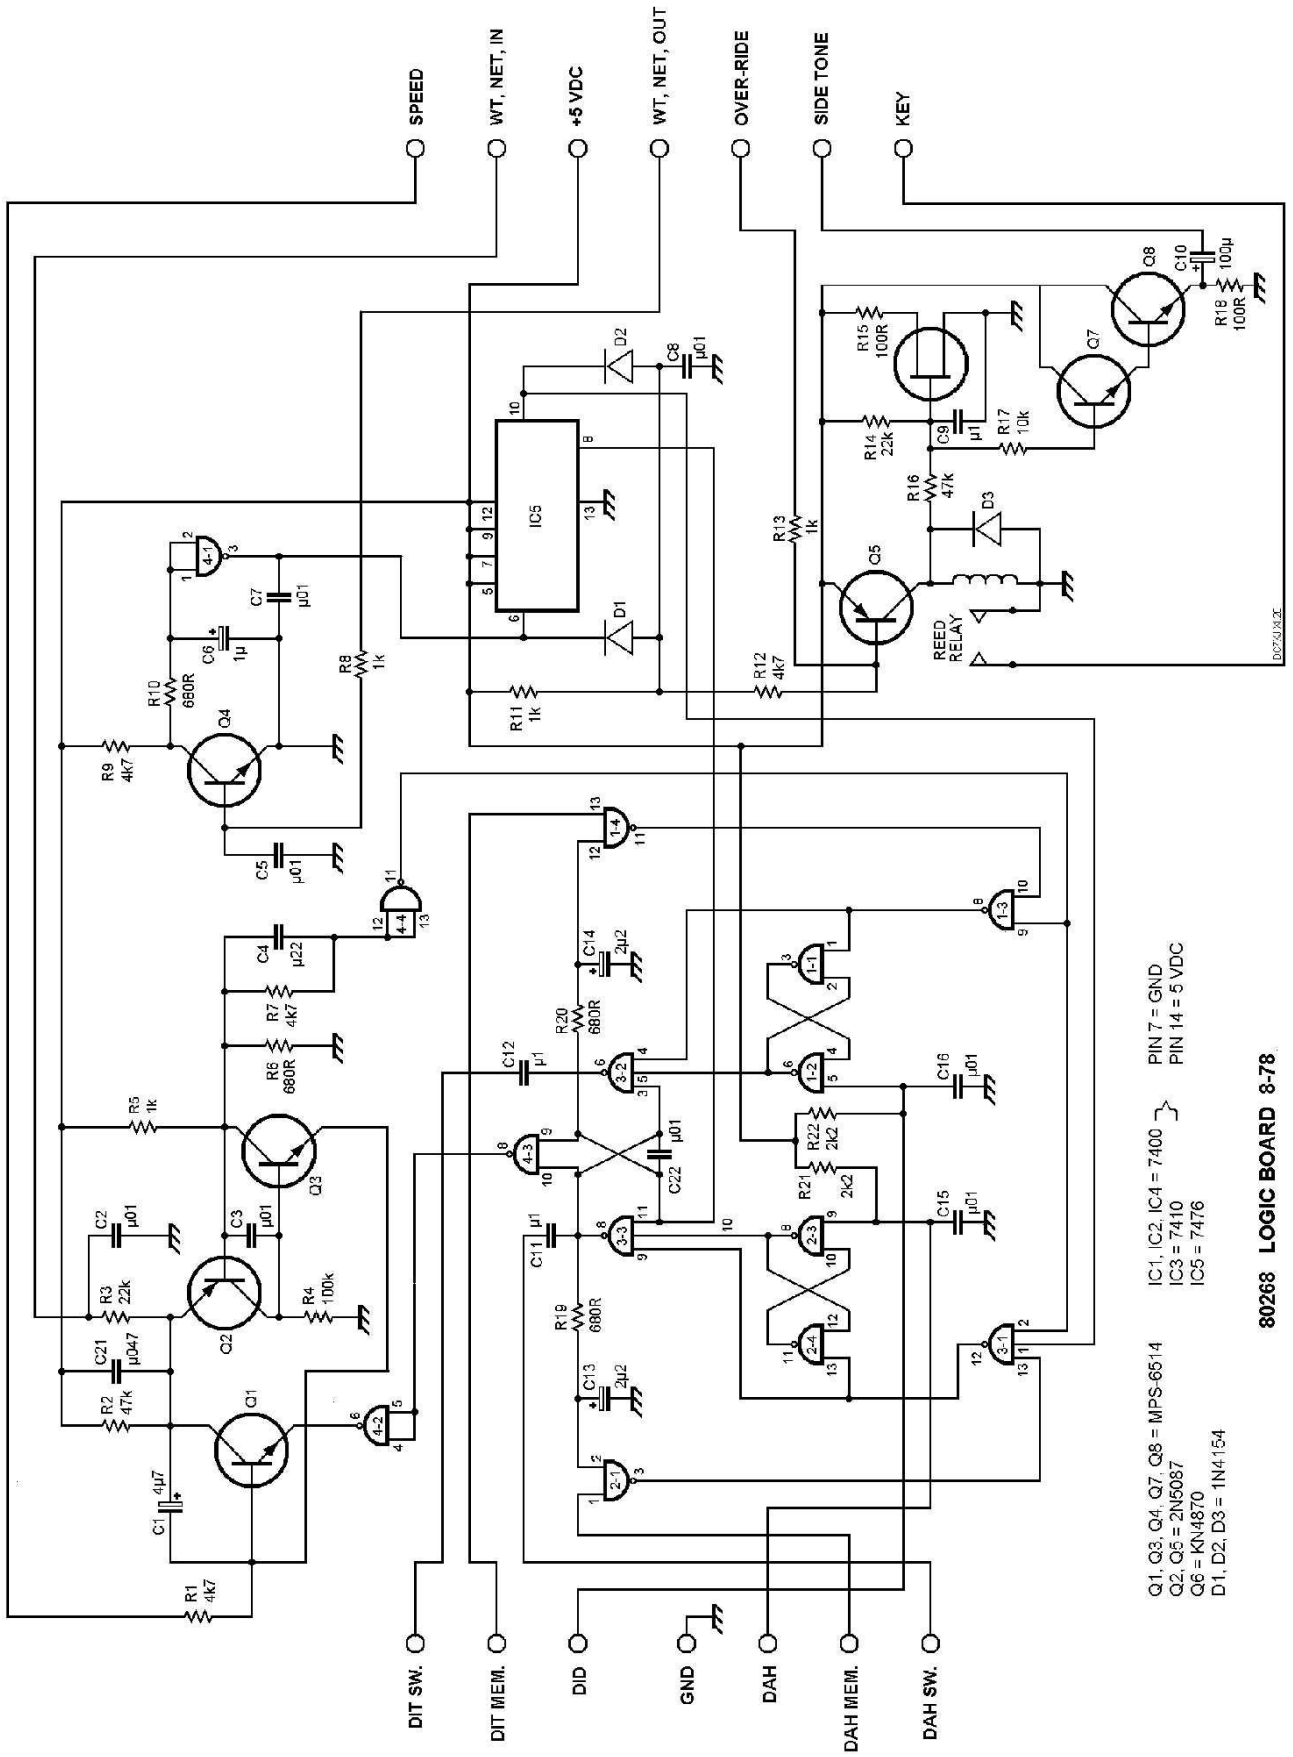 SPEED
WT, NET, IN
+5 VDC
WT, NET, OUT
OVER-RIDE
SIDE TONE
KEY
DIT SW.
DIT MEM.
DID
GND
DAH
DAH MEM.
DAH SW.
R1
4k7
C1
4µ7
+
Q1
R2
47k
C21
µ047
R3
22k
C2
µ01
Q2
C3
µ01
R4
100k
Q3
R5
1k
R6
680R
R7
4k7
C4
µ22
4-2
4
5
6
4-4
12
13
11
R9
4k7
Q4
C5
µ01
R10
680R
C6
1µ
+
C7
µ01
4-1
1
2
3
R8
1k
IC5
5
7
9
12
6
10
13
8
D1
D2
C8
µ01
R11
1k
R12
4k7
R13
1k
Q5
REED
RELAY
D3
R16
47k
R14
22k
C9
µ1
R15
100R
R17
10k
Q7
Q8
C10
100µ
+
R18
100R
2-1
1
2
3
C13
2µ2
+
R19
680R
C11
µ1
3-3
8
9
10
11
4-3
8
9
10
C22
µ01
C12
µ1
3-2
6
3
5
4
R20
680R
C14
2µ2
+
1-4
12
13
11
2-4
11
12
13
2-3
8
9
10
R21
2k2
R22
2k2
C15
µ01
C16
µ01
1-2
6
5
4
1-1
3
2
1
3-1
12
13
1
2
1-3
8
9
10
Q1, Q3, Q4, Q7, Q8 = MPS-6514
Q2, Q5 = 2N5087
Q6 = KN4870
D1, D2, D3 = 1N4154
IC1, IC2, IC4 = 7400
IC3 = 7410
IC5 = 7476
PIN 7 = GND
PIN 14 = 5 VDC
80268 LOGIC BOARD 8-78